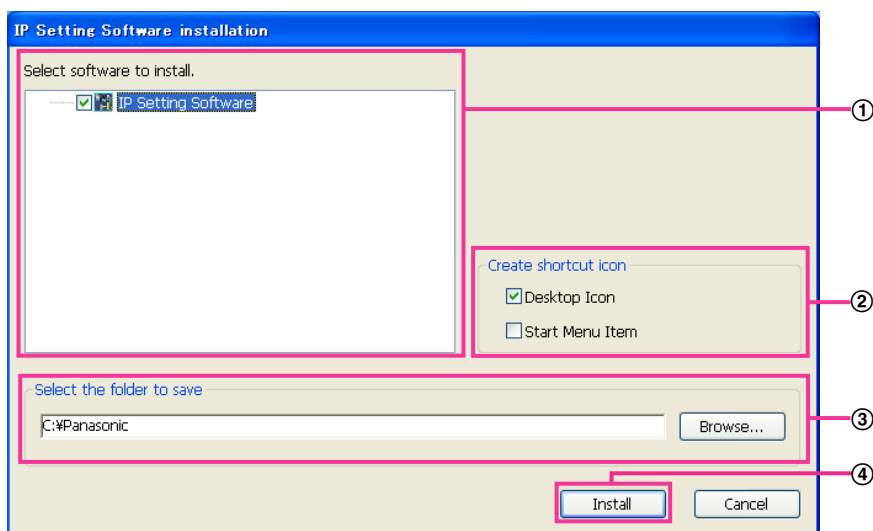 IP Setting Software installation
Select software to install.
IP Setting Software
①
Create shortcut icon
Desktop Icon
②
Start Menu Item
Select the folder to save
C:¥Panasonic
Browse...
③
④
Install
Cancel